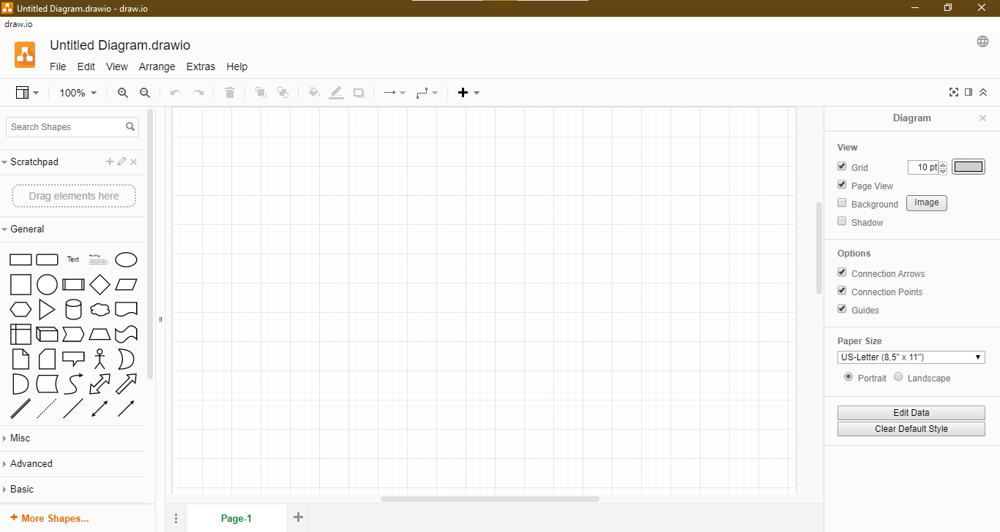 Untitled Diagram.drawio - draw.io
draw.io
Untitled Diagram.drawio
File Edit View Arrange Extras Help
100%
Search Shapes
Scratchpad
Drag elements here
General
Text
Heading
Misc
Advanced
Basic
More Shapes...
Page-1
Diagram
View
Grid 10 pt
Page View
Background Image
Shadow
Options
Connection Arrows
Connection Points
Guides
Paper Size
US-Letter (8,5" x 11")
Portrait Landscape
Edit Data
Clear Default Style